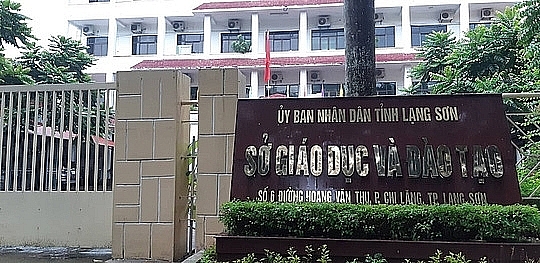 ỦY BAN NHÂN DÂN TỈNH LẠNG SƠN
SỞ GIÁO DỤC VÀ ĐÀO TẠO
SỐ 6, ĐƯỜNG HOÀNG VĂN THỤ, P. CHI LĂNG, TP. LẠNG SƠN